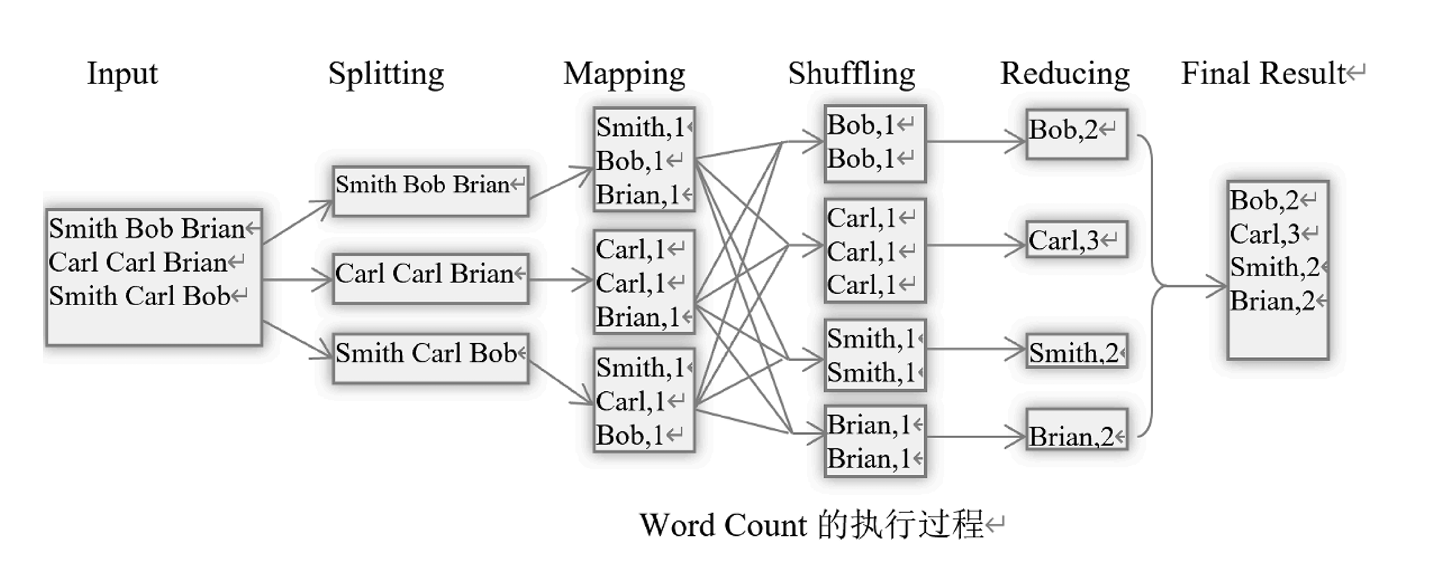 Input Splitting Mapping Shuffling Reducing Final Result
Smith Bob Brian
Carl Carl Brian
Smith Carl Bob
Smith Bob Brian
Carl Carl Brian
Smith Carl Bob
Smith,1
Bob,1
Brian,1
Carl,1
Carl,1
Brian,1
Smith,1
Carl,1
Bob,1
Bob,1
Bob,1
Carl,1
Carl,1
Carl,1
Smith,1
Smith,1
Brian,1
Brian,1
Bob,2
Carl,3
Smith,2
Brian,2
Bob,2
Carl,3
Smith,2
Brian,2
Word Count 的执行过程